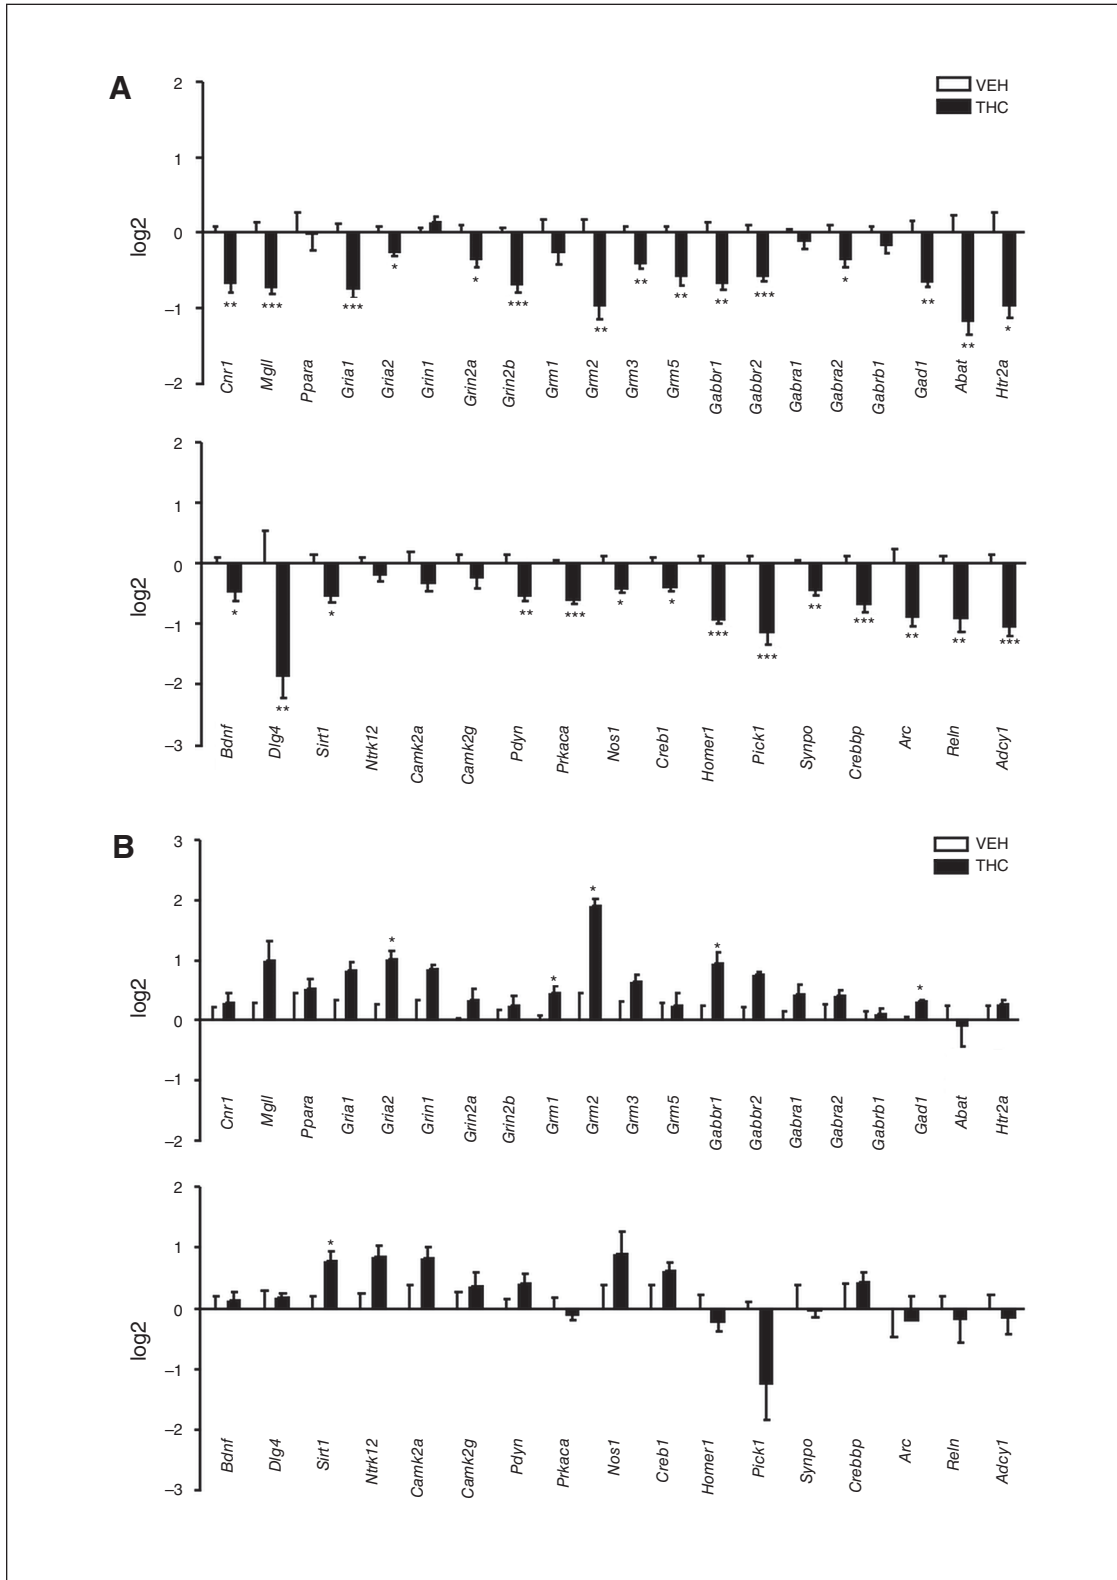 A
VEH
THC
2
1
0
–1
–2
log2
** *** *** * * *** ** ** ** ** *** * ** ** *
Cnr1 Mgll Ppara Gria1 Gria2 Grin1 Grin2a Grin2b Grm1 Grm2 Grm3 Grm5 Gabbr1 Gabbr2 Gabra1 Gabra2 Gabrb1 Gad1 Abat Htr2a
2
1
0
–1
–2
–3
log2
* ** * ** *** * * *** *** ** *** ** ** ***
Bdnf Dlg4 Sirt1 Ntrk12 Camk2a Camk2g Pdyn Prkaca Nos1 Creb1 Homer1 Pick1 Synpo Crebbp Arc Reln Adcy1
B
VEH
THC
3
2
1
0
–1
–2
log2
* * * * *
Cnr1 Mgll Ppara Gria1 Gria2 Grin1 Grin2a Grin2b Grm1 Grm2 Grm3 Grm5 Gabbr1 Gabbr2 Gabra1 Gabra2 Gabrb1 Gad1 Abat Htr2a
2
1
0
–1
–2
–3
log2
*
Bdnf Dlg4 Sirt1 Ntrk12 Camk2a Camk2g Pdyn Prkaca Nos1 Creb1 Homer1 Pick1 Synpo Crebbp Arc Reln Adcy1